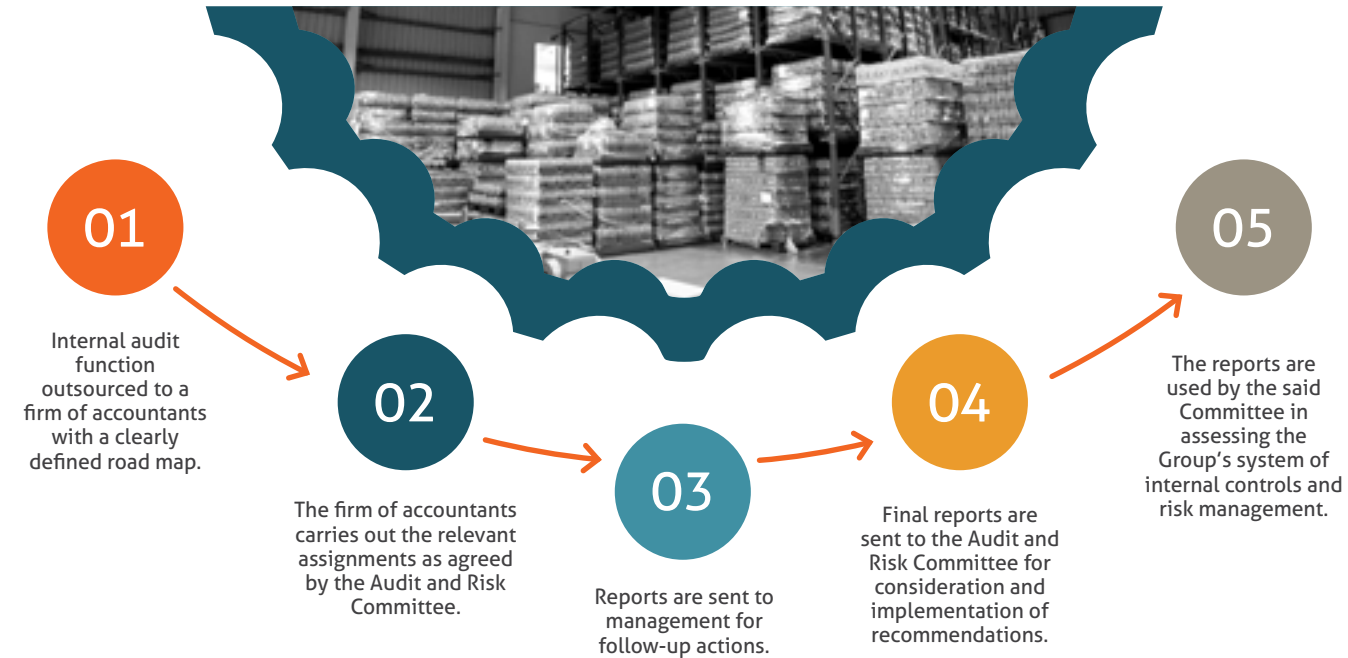 01
Internal audit
function
outsourced to a
firm of accountants
with a clearly
defined road map.
02
The firm of accountants
carries out the relevant
assignments as agreed
by the Audit and Risk
Committee.
03
Reports are sent to
management for
follow-up actions.
04
Final reports are
sent to the Audit and
Risk Committee for
consideration and
implementation of
recommendations.
05
The reports are
used by the said
Committee in
assessing the
Group’s system of
internal controls and
risk management.